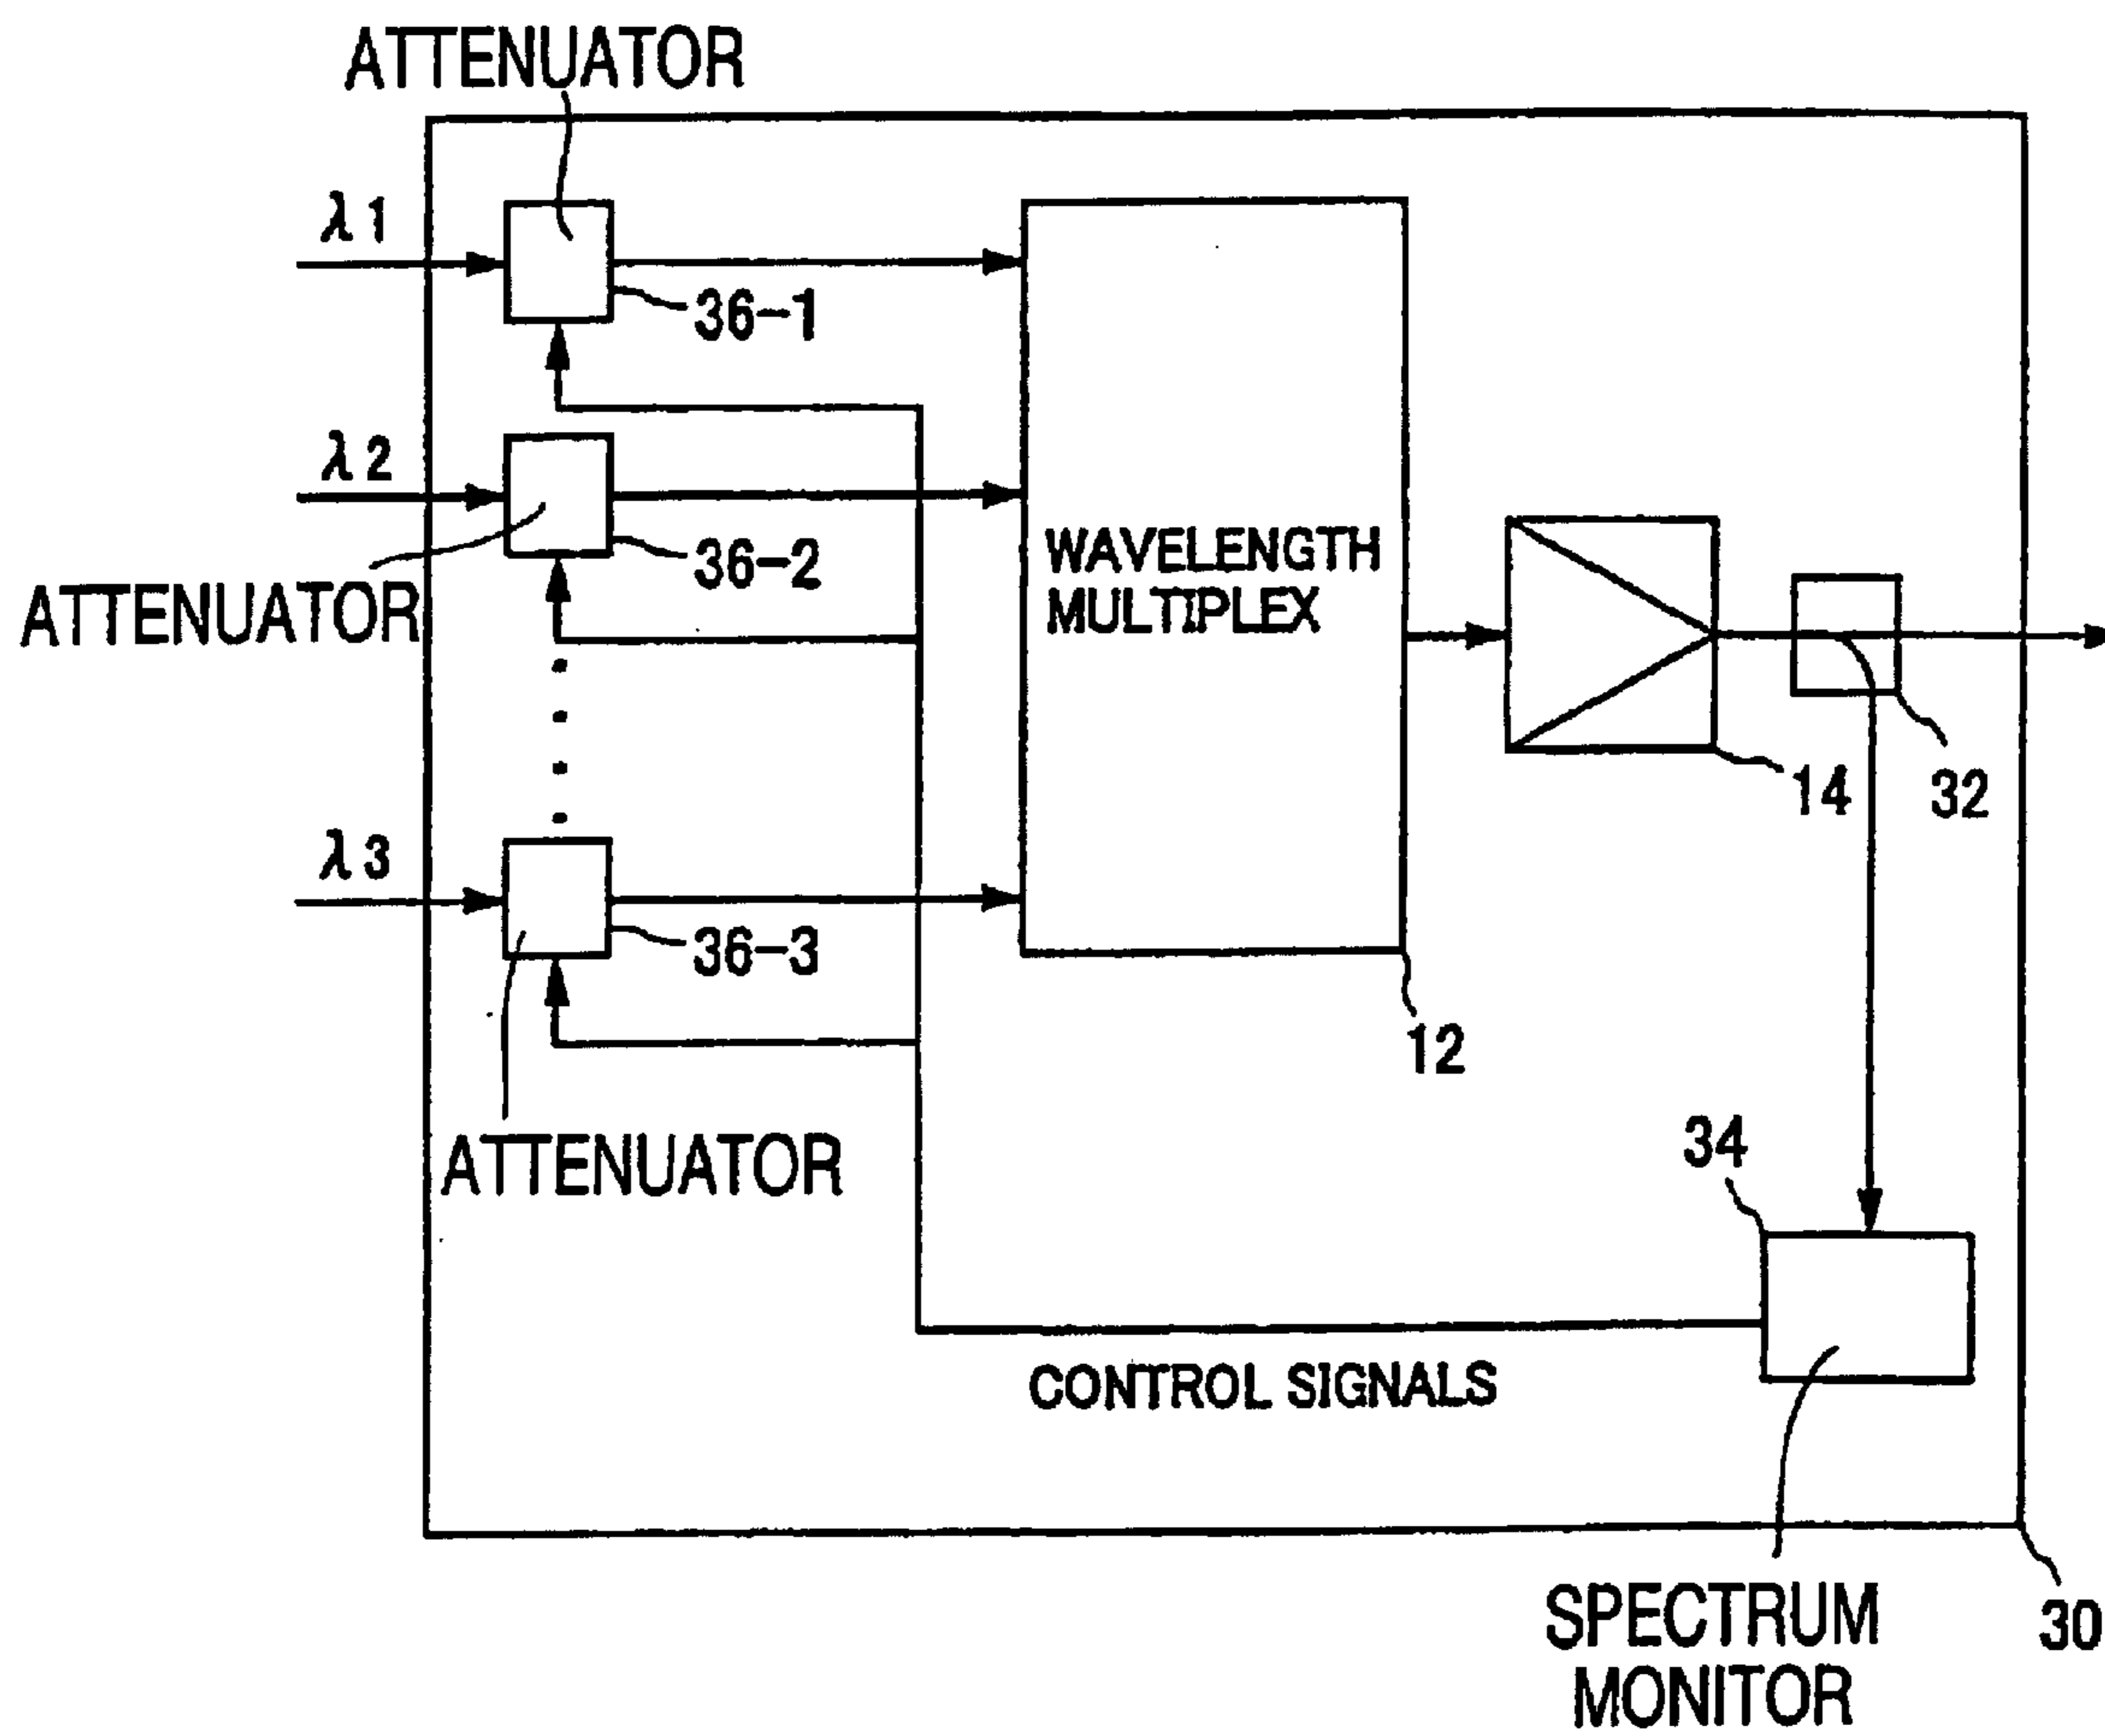 ATTENUATOR
λ1
36-1
λ2
36-2
ATTENUATOR
WAVELENGTH
MULTIPLEX
14
32
λ3
36-3
12
ATTENUATOR
34
CONTROL SIGNALS
SPECTRUM
MONITOR
30